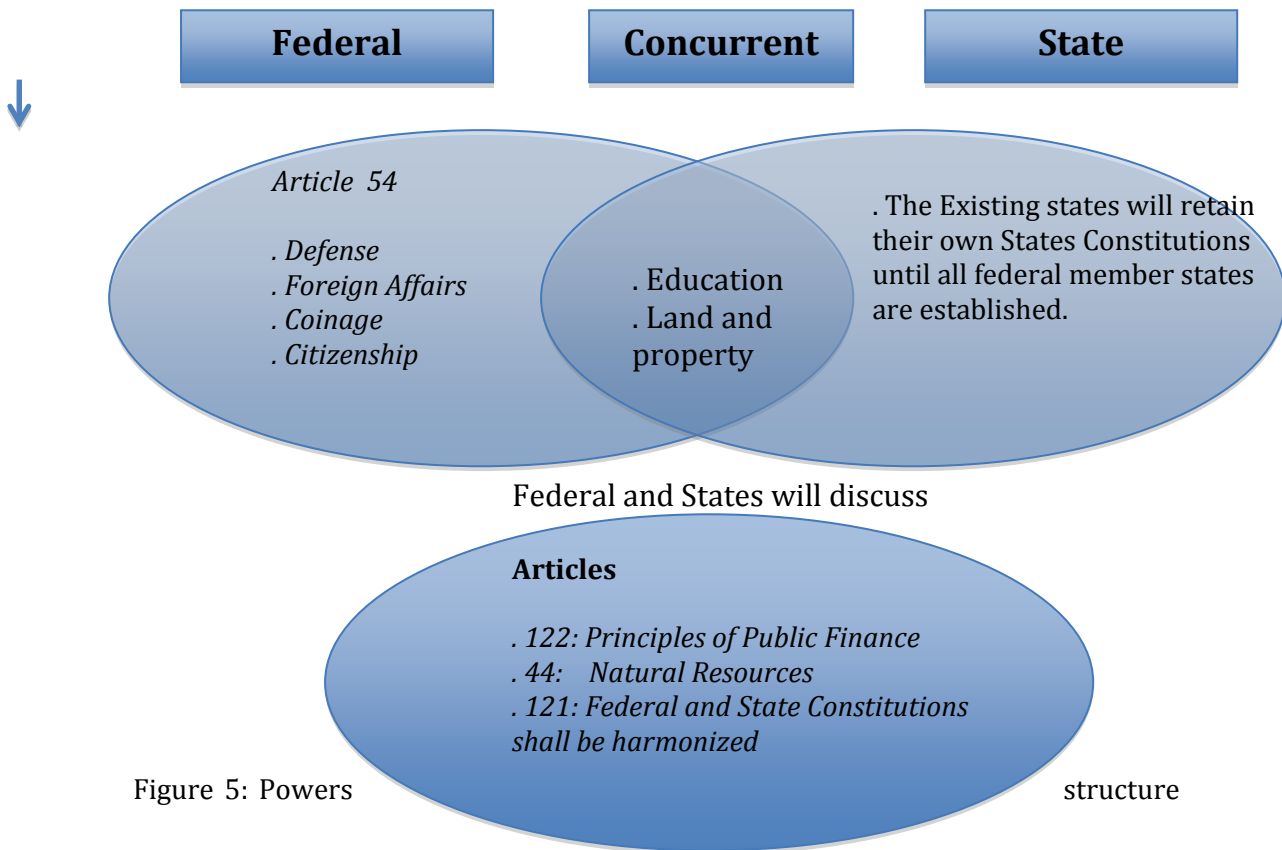 Federal
Concurrent
State
Article 54
. Defense
. Foreign Affairs
. Coinage
. Citizenship
. Education
. Land and
property
. The Existing states will retain
their own States Constitutions
until all federal member states
are established.
Federal and States will discuss
Articles
. 122: Principles of Public Finance
. 44: Natural Resources
. 121: Federal and State Constitutions
shall be harmonized
Figure 5: Powers structure